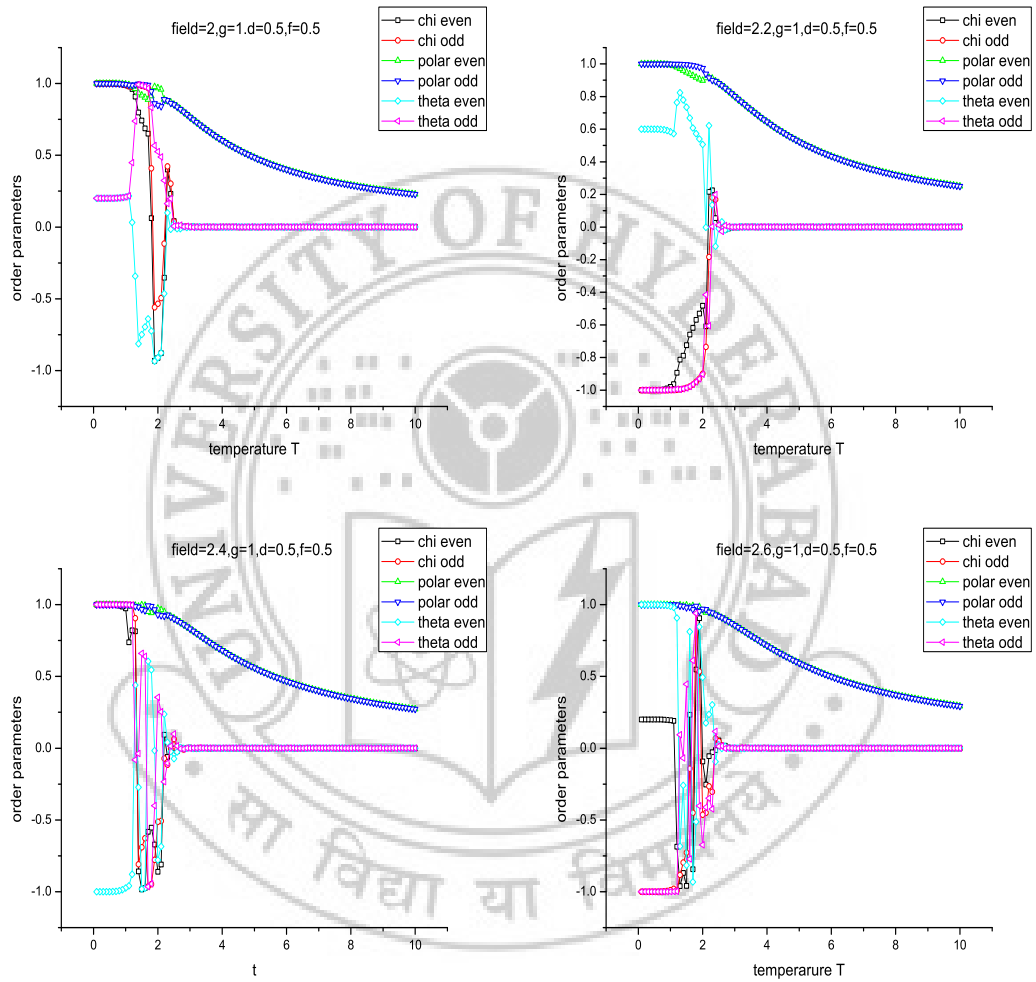 field=2,g=1.d=0.5,f=0.5
chi even
chi odd
polar even
polar odd
theta even
theta odd
1.0
0.5
0.0
-0.5
-1.0
order parameters
0 2 4 6 8 10
temperature T
field=2.2,g=1,d=0.5,f=0.5
chi even
chi odd
polar even
polar odd
theta even
theta odd
1.0
0.8
0.6
0.4
0.2
0.0
-0.2
-0.4
-0.6
-0.8
-1.0
order parameters
0 2 4 6 8 10
temperature T
field=2.4,g=1,d=0.5,f=0.5
chi even
chi odd
polar even
polar odd
theta even
theta odd
1.0
0.5
0.0
-0.5
-1.0
order parameters
0 2 4 6 8 10
t
field=2.6,g=1,d=0.5,f=0.5
chi even
chi odd
polar even
polar odd
theta even
theta odd
1.0
0.5
0.0
-0.5
-1.0
order parameters
0 2 4 6 8 10
temperarure T
UNIVERSITY OF HYDERABAD
सा विद्या या विमुक्तये